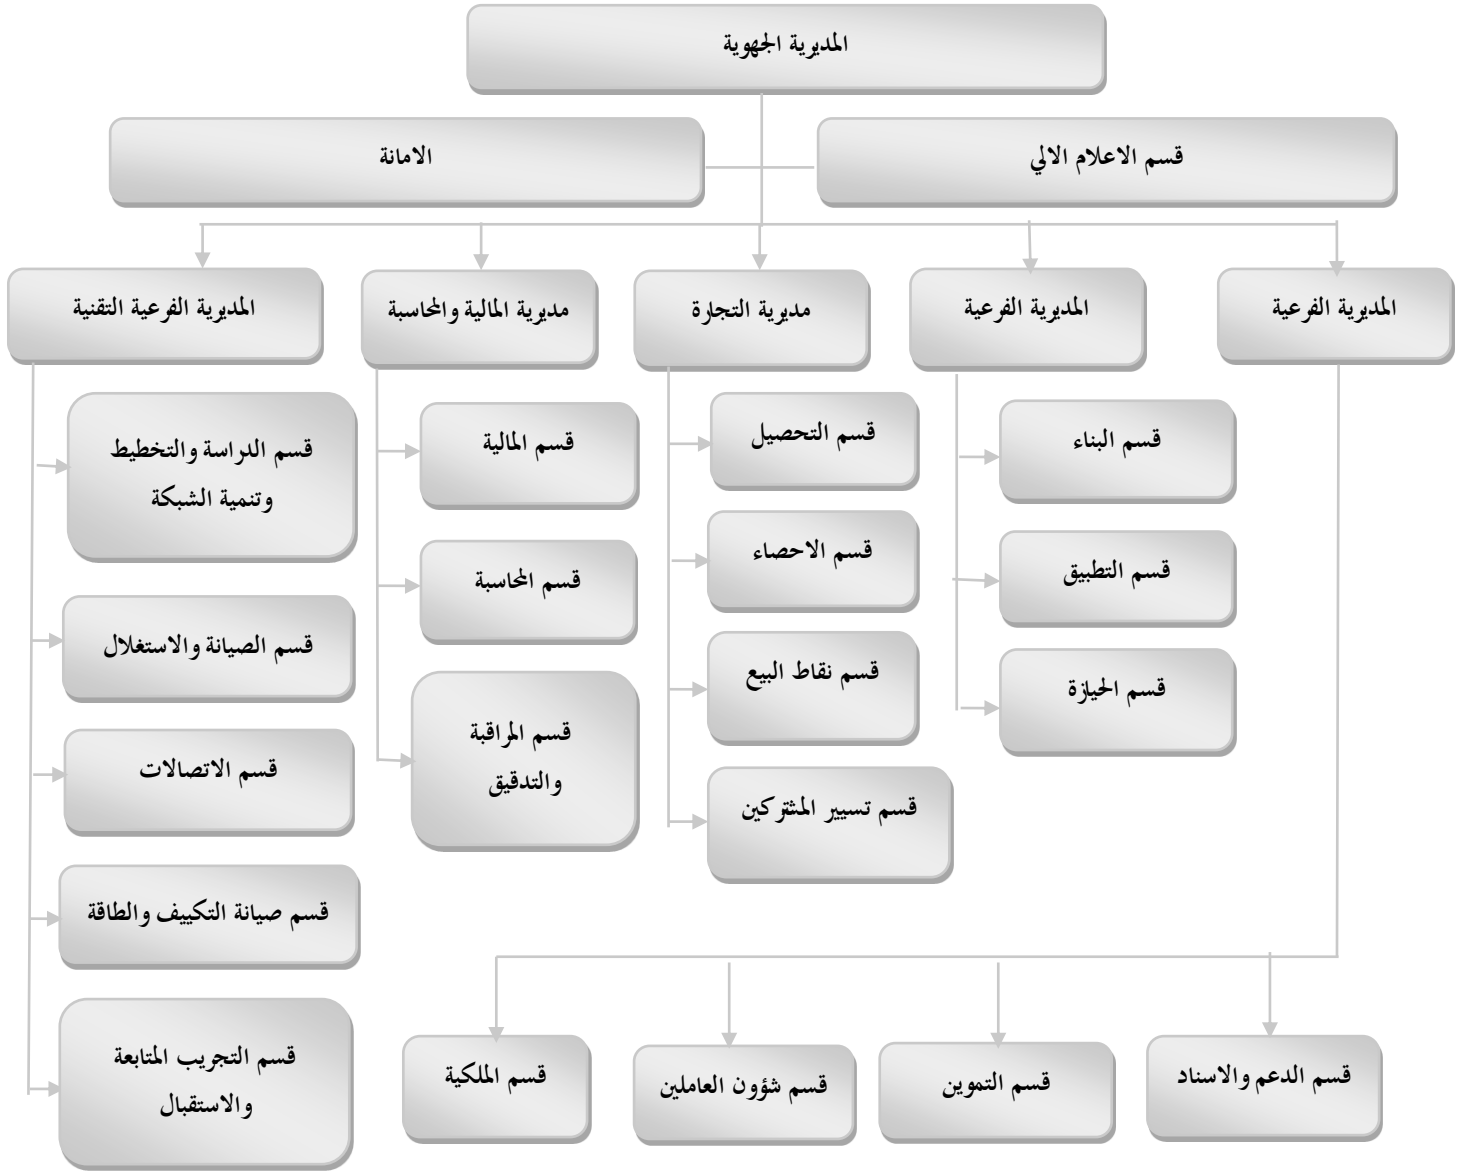 المديرية الجهوية
قسم الاعلام الالي
الامانة
المديرية الفرعية
المديرية الفرعية
مديرية التجارة
مديرية المالية والمحاسبة
المديرية الفرعية التقنية
قسم البناء
قسم التطبيق
قسم الحيازة
قسم التحصيل
قسم الاحصاء
قسم نقاط البيع
قسم تسيير المشتركين
قسم المالية
قسم المحاسبة
قسم المراقبة
والتدقيق
قسم الدراسة والتخطيط
وتنمية الشبكة
قسم الصيانة والاستغلال
قسم الاتصالات
قسم صيانة التكييف والطاقة
قسم التجريب المتابعة
والاستقبال
قسم الدعم والاسناد
قسم التموين
قسم شؤون العاملين
قسم الملكية